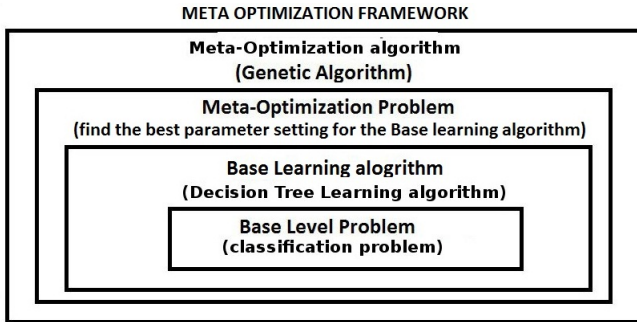 META OPTIMIZATION FRAMEWORK
Meta-Optimization algorithm
(Genetic Algorithm)
Meta-Optimization Problem
(find the best parameter setting for the Base learning algorithm)
Base Learning alogrithm
(Decision Tree Learning algorithm)
Base Level Problem
(classification problem)